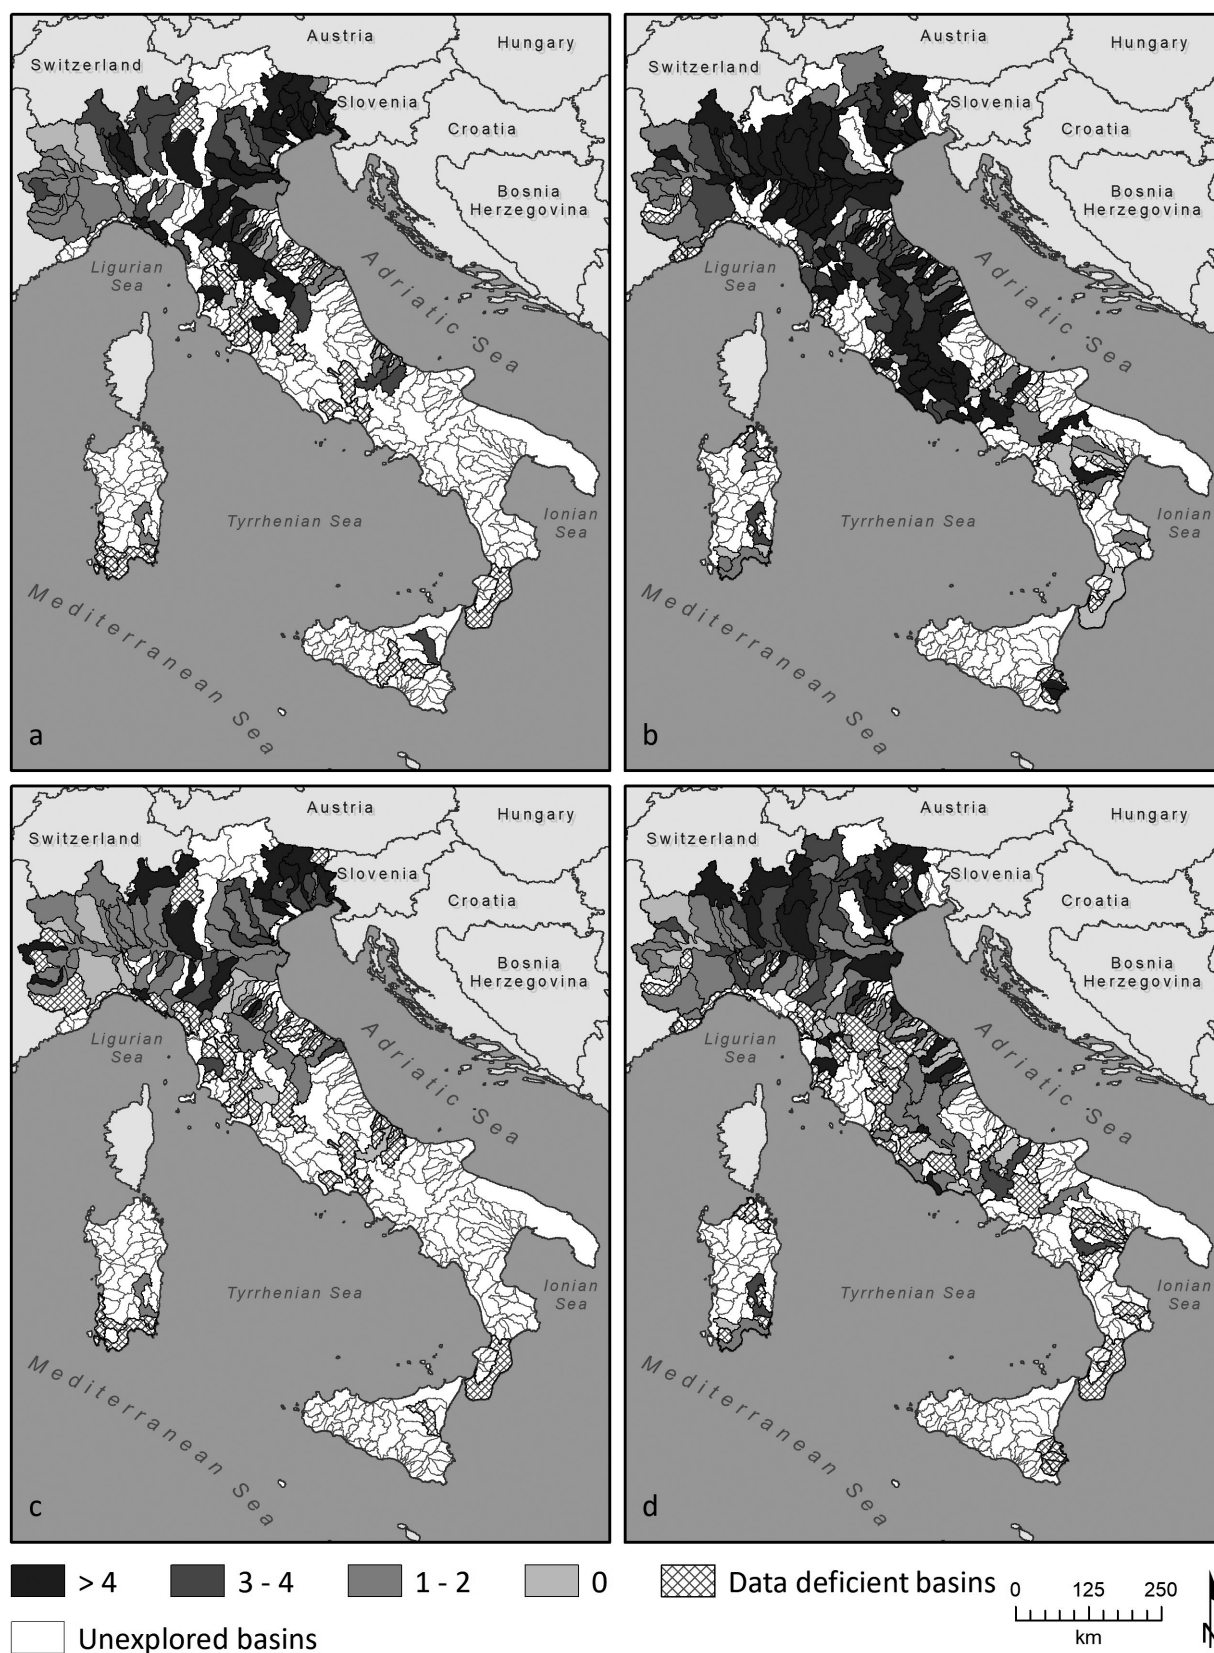 Austria
Hungary
Switzerland
Slovenia
Croatia
Bosnia
Herzegovina
Ligurian
Sea
Adriatic Sea
Tyrrhenian Sea
Ionian
Sea
Mediterranean Sea
a
Austria
Hungary
Switzerland
Slovenia
Croatia
Bosnia
Herzegovina
Ligurian
Sea
Adriatic Sea
Tyrrhenian Sea
Ionian
Sea
Mediterranean Sea
b
Austria
Hungary
Switzerland
Slovenia
Croatia
Bosnia
Herzegovina
Ligurian
Sea
Adriatic Sea
Tyrrhenian Sea
Ionian
Sea
Mediterranean Sea
c
Austria
Hungary
Switzerland
Slovenia
Croatia
Bosnia
Herzegovina
Ligurian
Sea
Adriatic Sea
Tyrrhenian Sea
Ionian
Sea
Mediterranean Sea
d
> 4 3 - 4 1 - 2 0 Data deficient basins
0 125 250
km
N
Unexplored basins